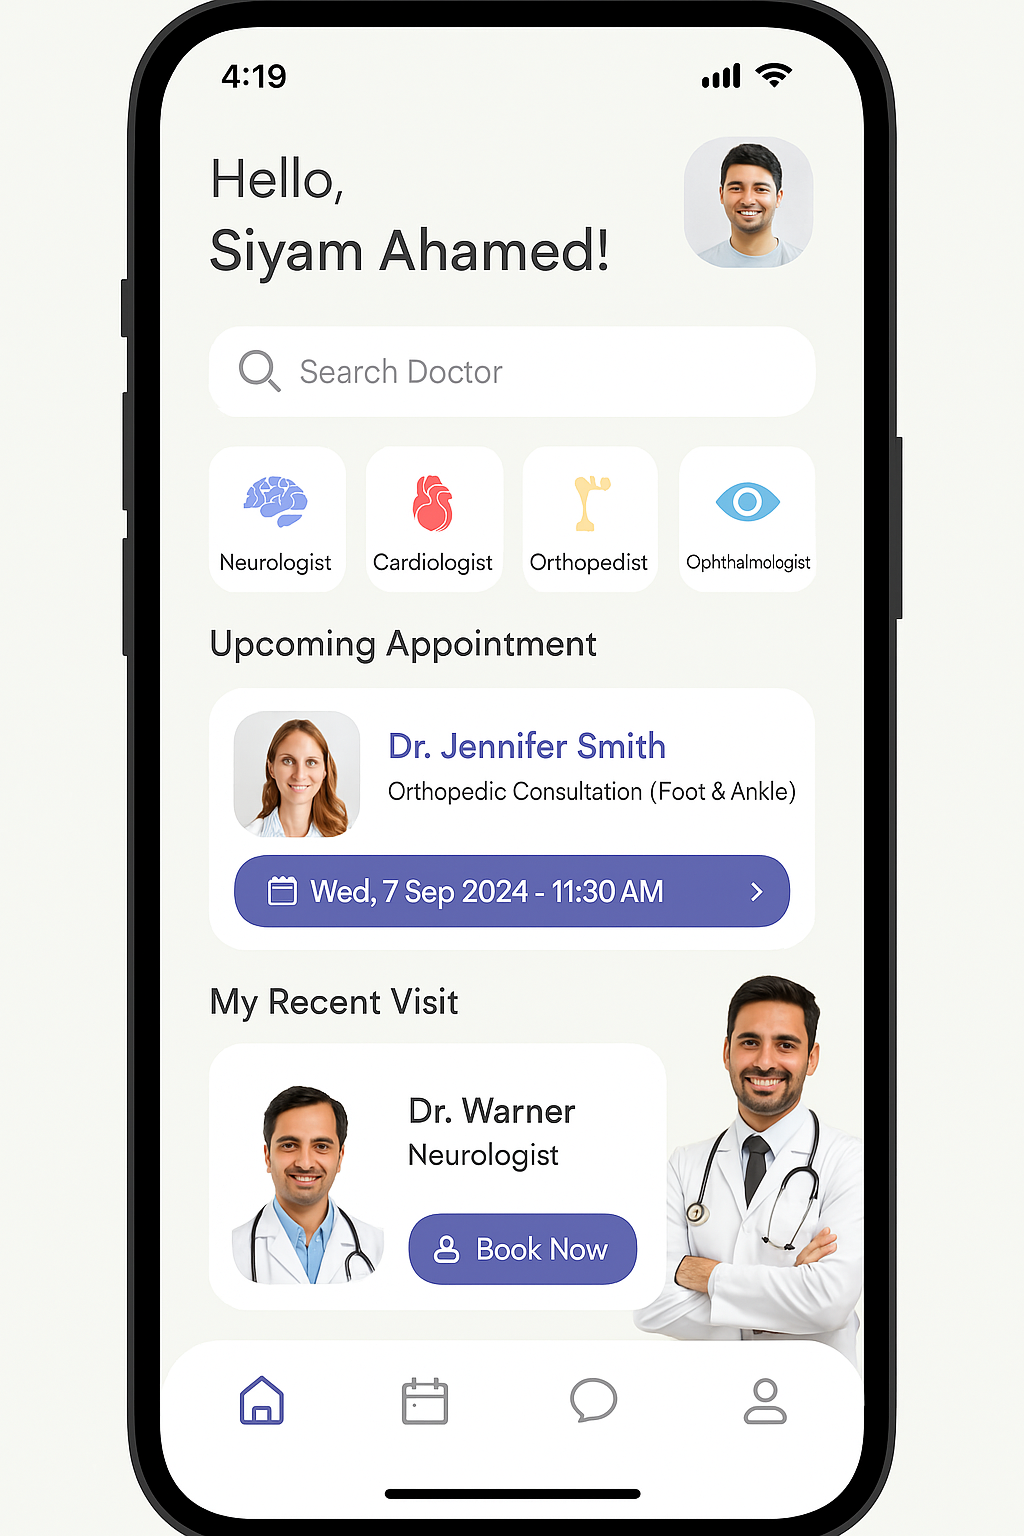 4:19
Hello,
Siyam Ahamed!
Search Doctor
Neurologist
Cardiologist
Orthopedist
Ophthalmologist
Upcoming Appointment
Dr. Jennifer Smith
Orthopedic Consultation (Foot & Ankle)
Wed, 7 Sep 2024 - 11:30 AM
My Recent Visit
Dr. Warner
Neurologist
Book Now